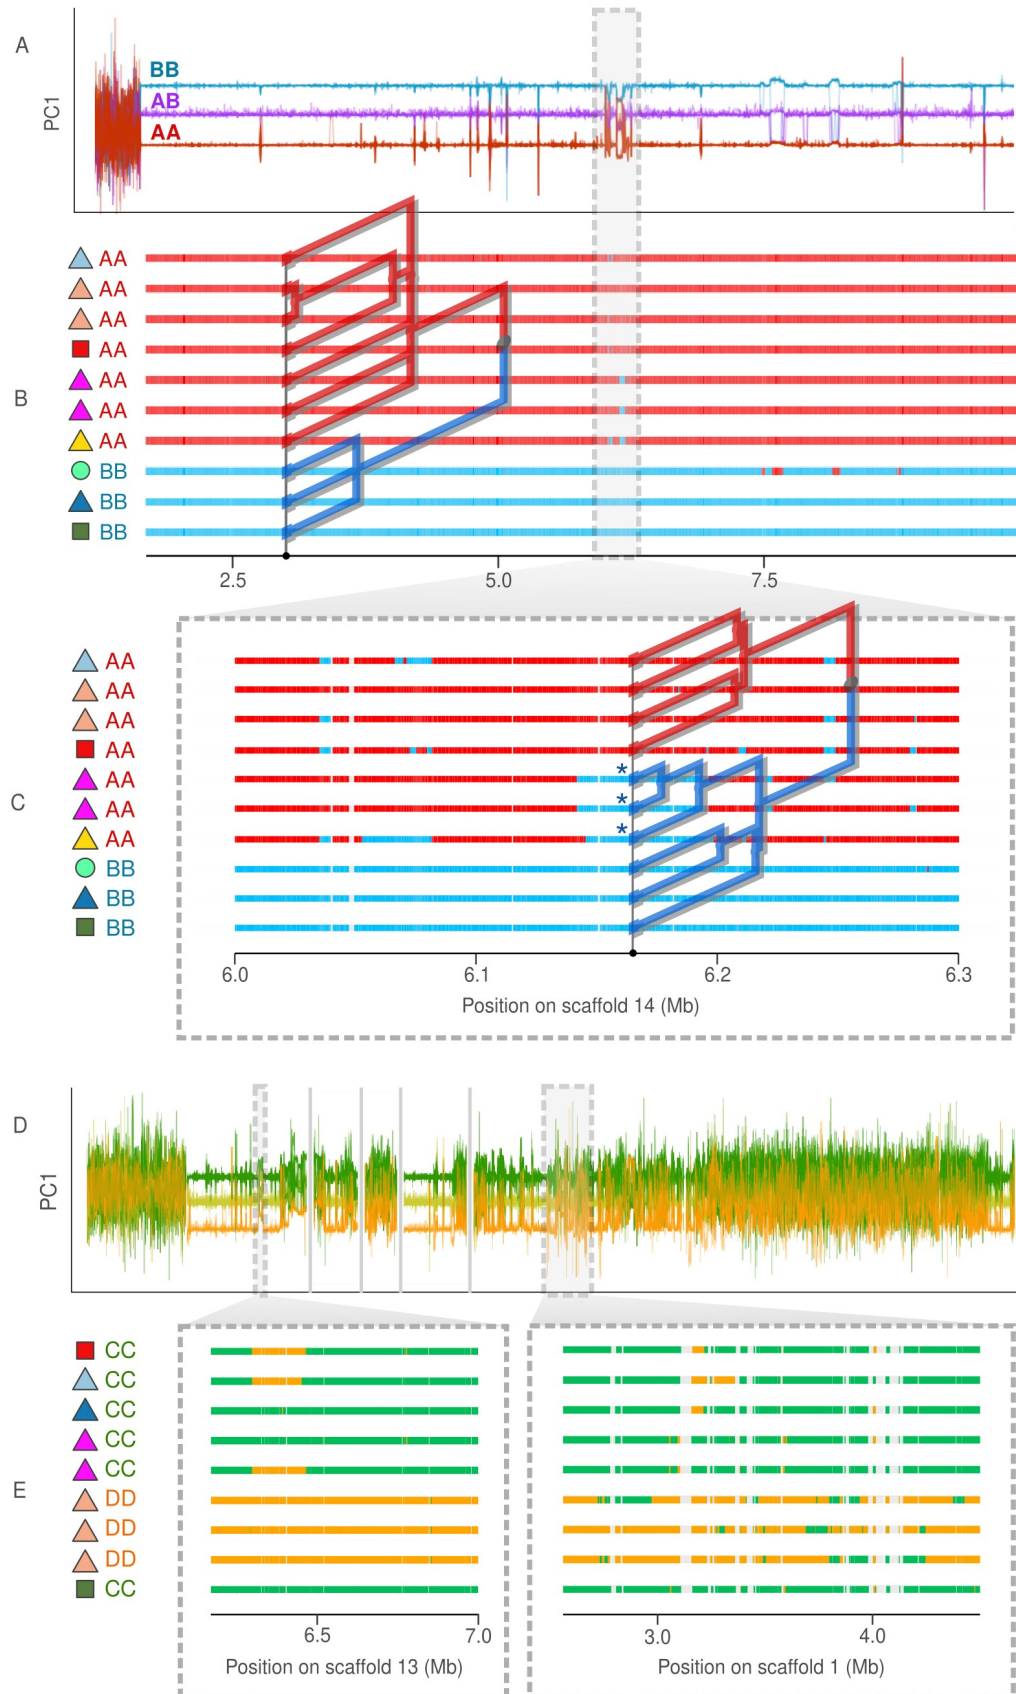 A
PC1
BB
AB
AA
B
AA
AA
AA
AA
AA
AA
AA
BB
BB
BB
2.5 5.0 7.5
C
AA
AA
AA
AA
AA *
AA *
AA *
BB
BB
BB
6.0 6.1 6.2 6.3
Position on scaffold 14 (Mb)
D
PC1
E
CC
CC
CC
CC
CC
DD
DD
DD
CC
6.5 7.0 3.0 4.0
Position on scaffold 13 (Mb) Position on scaffold 1 (Mb)